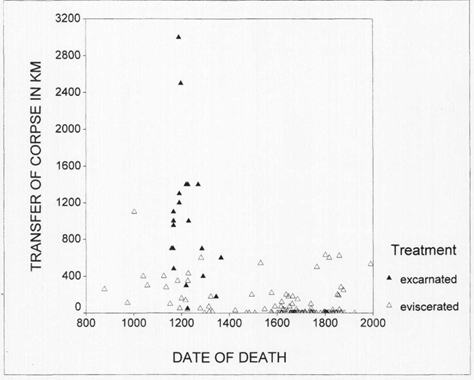 3200
2800
2400
2000
1600
1200
800
400
0
800 1000 1200 1400 1600 1800 2000
TRANSFER OF CORPSE IN KM
DATE OF DEATH
Treatment
excarnated
eviscerated